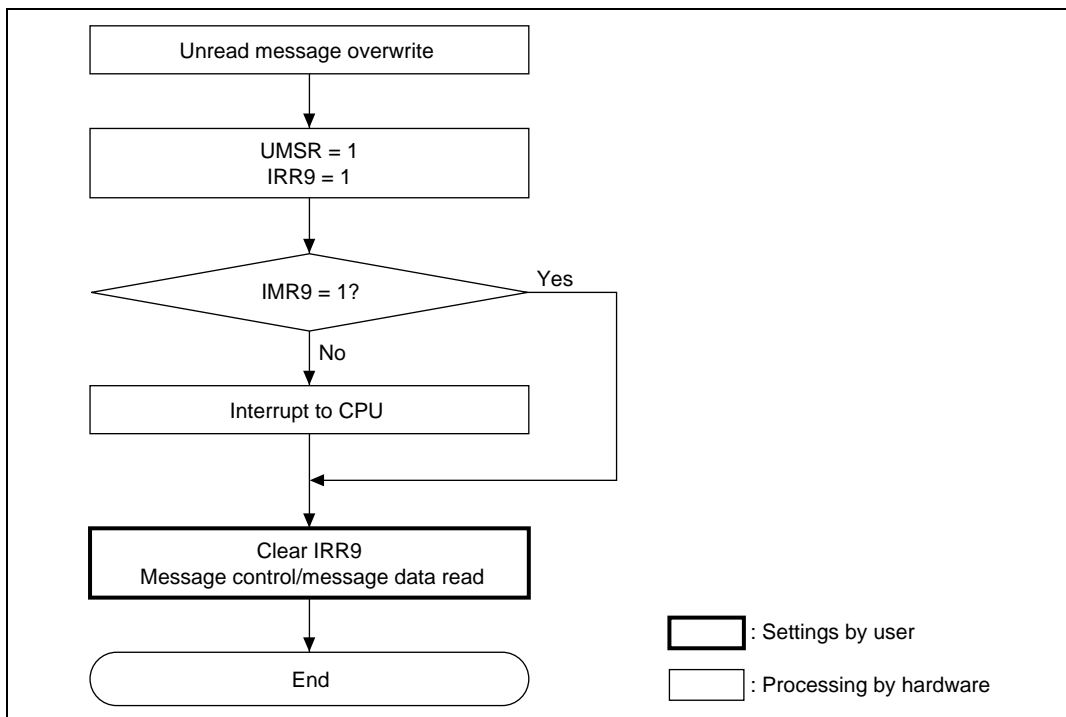 Unread message overwrite
UMSR = 1
IRR9 = 1
IMR9 = 1?
Yes
No
Interrupt to CPU
Clear IRR9
Message control/message data read
End
: Settings by user
: Processing by hardware